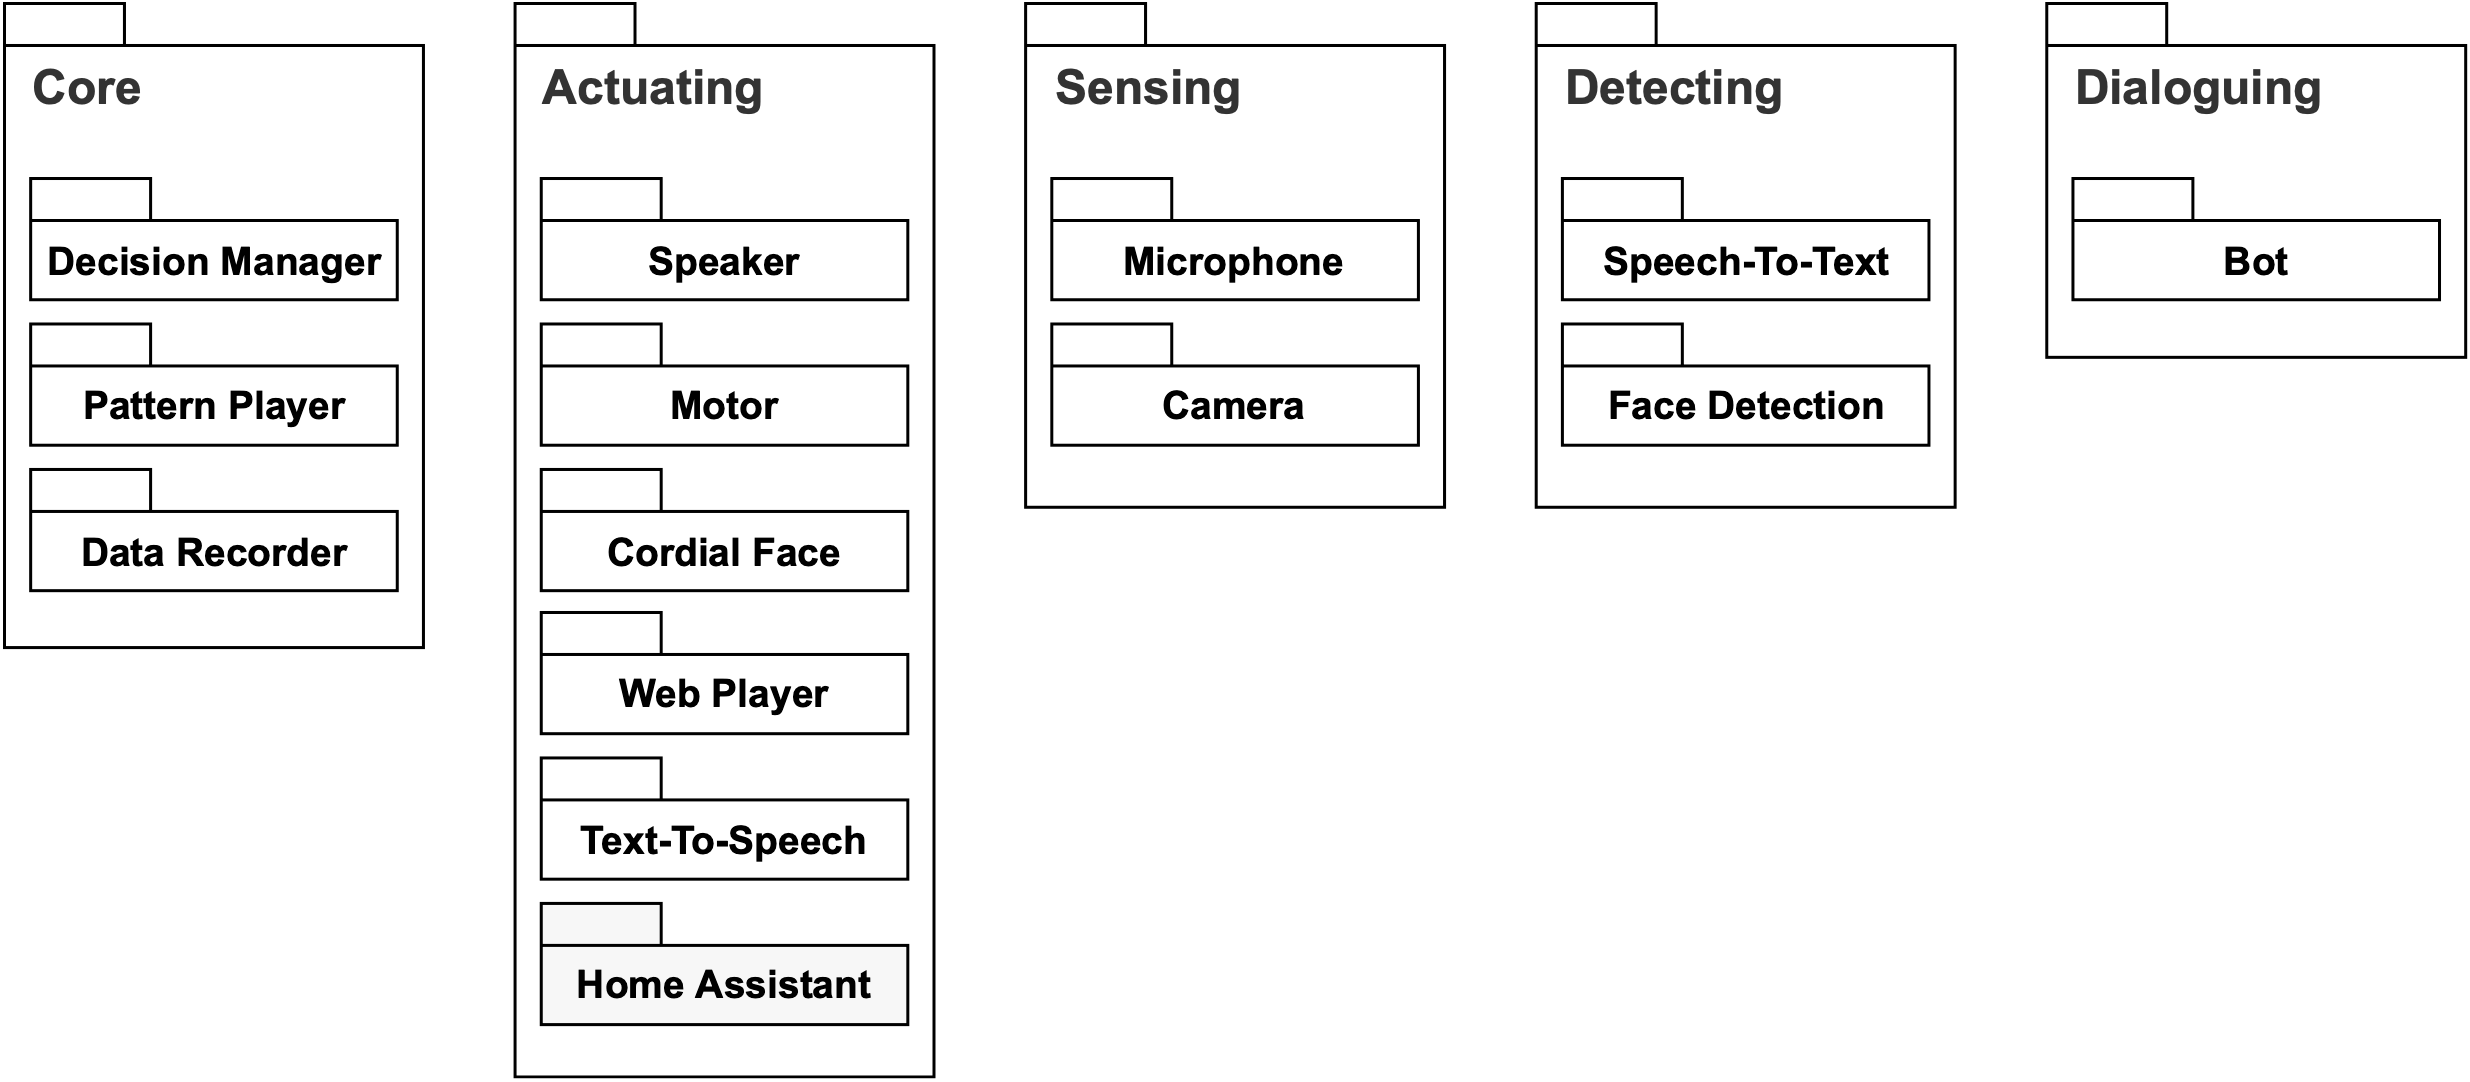 Core
Decision Manager
Pattern Player
Data Recorder
Actuating
Speaker
Motor
Cordial Face
Web Player
Text-To-Speech
Home Assistant
Sensing
Microphone
Camera
Detecting
Speech-To-Text
Face Detection
Dialoguing
Bot